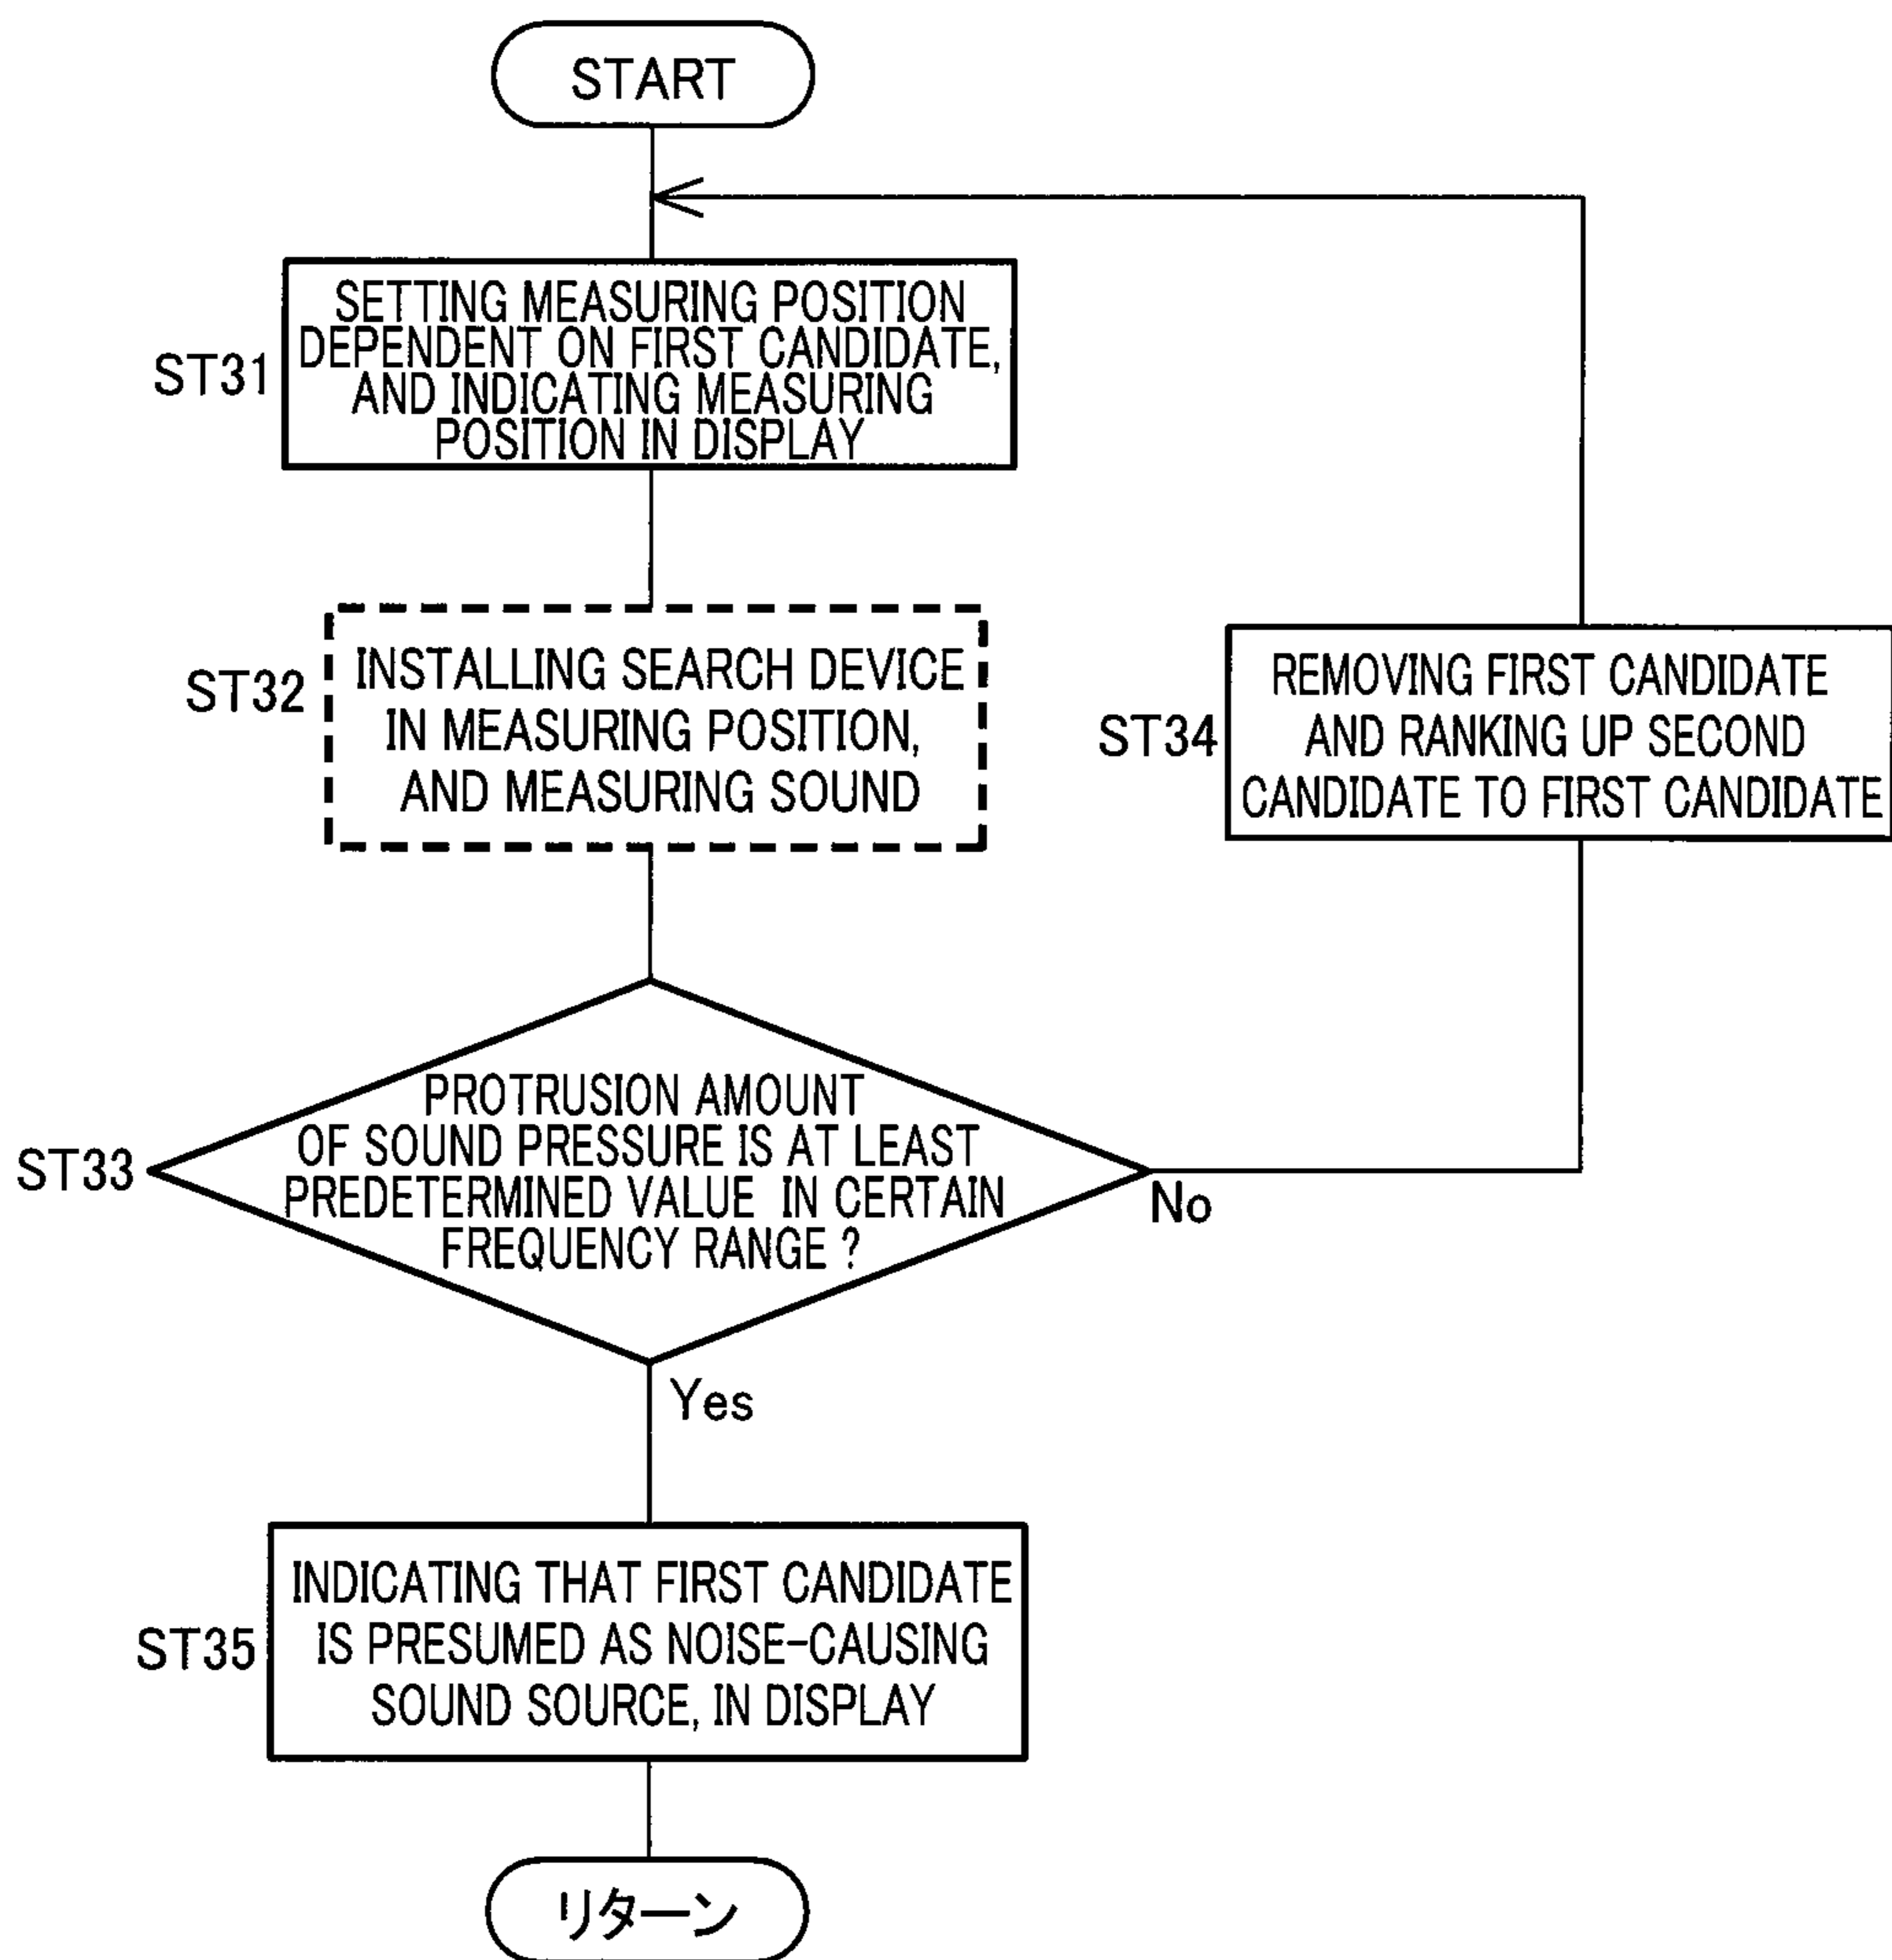 START
SETTING MEASURING POSITION
DEPENDENT ON FIRST CANDIDATE,
AND INDICATING MEASURING
POSITION IN DISPLAY
ST31
INSTALLING SEARCH DEVICE
IN MEASURING POSITION,
AND MEASURING SOUND
ST32
REMOVING FIRST CANDIDATE
AND RANKING UP SECOND
CANDIDATE TO FIRST CANDIDATE
ST34
PROTRUSION AMOUNT
OF SOUND PRESSURE IS AT LEAST
PREDETERMINED VALUE IN CERTAIN
FREQUENCY RANGE ?
ST33
No
Yes
INDICATING THAT FIRST CANDIDATE
IS PRESUMED AS NOISE-CAUSING
SOUND SOURCE, IN DISPLAY
ST35
リターン